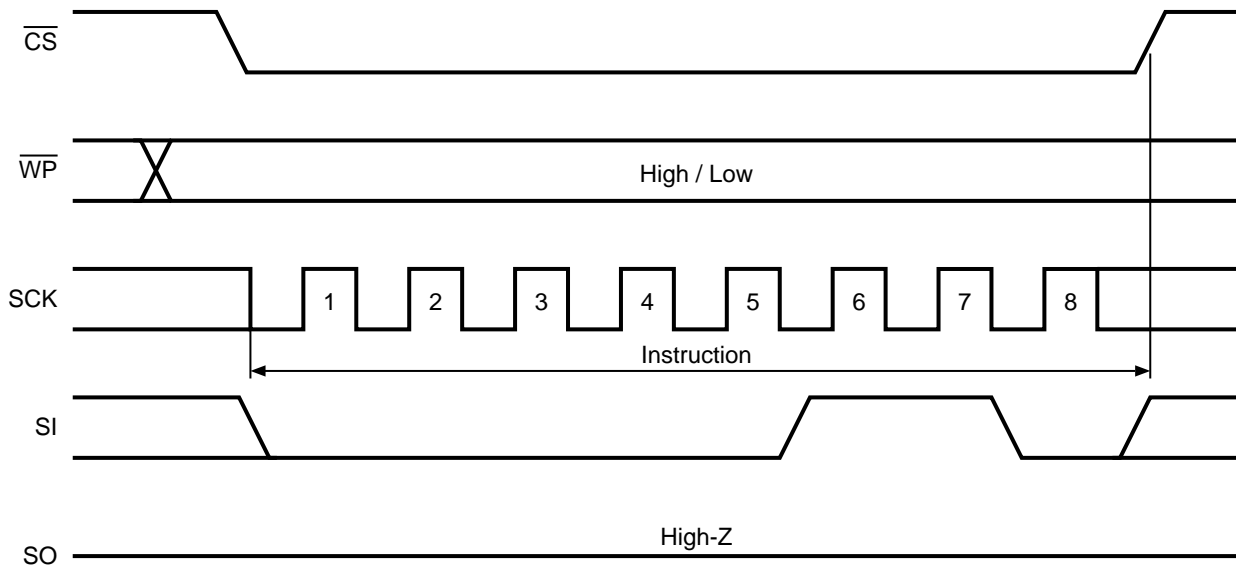 CS
WP
High / Low
SCK
1 2 3 4 5 6 7 8
Instruction
SI
High-Z
SO